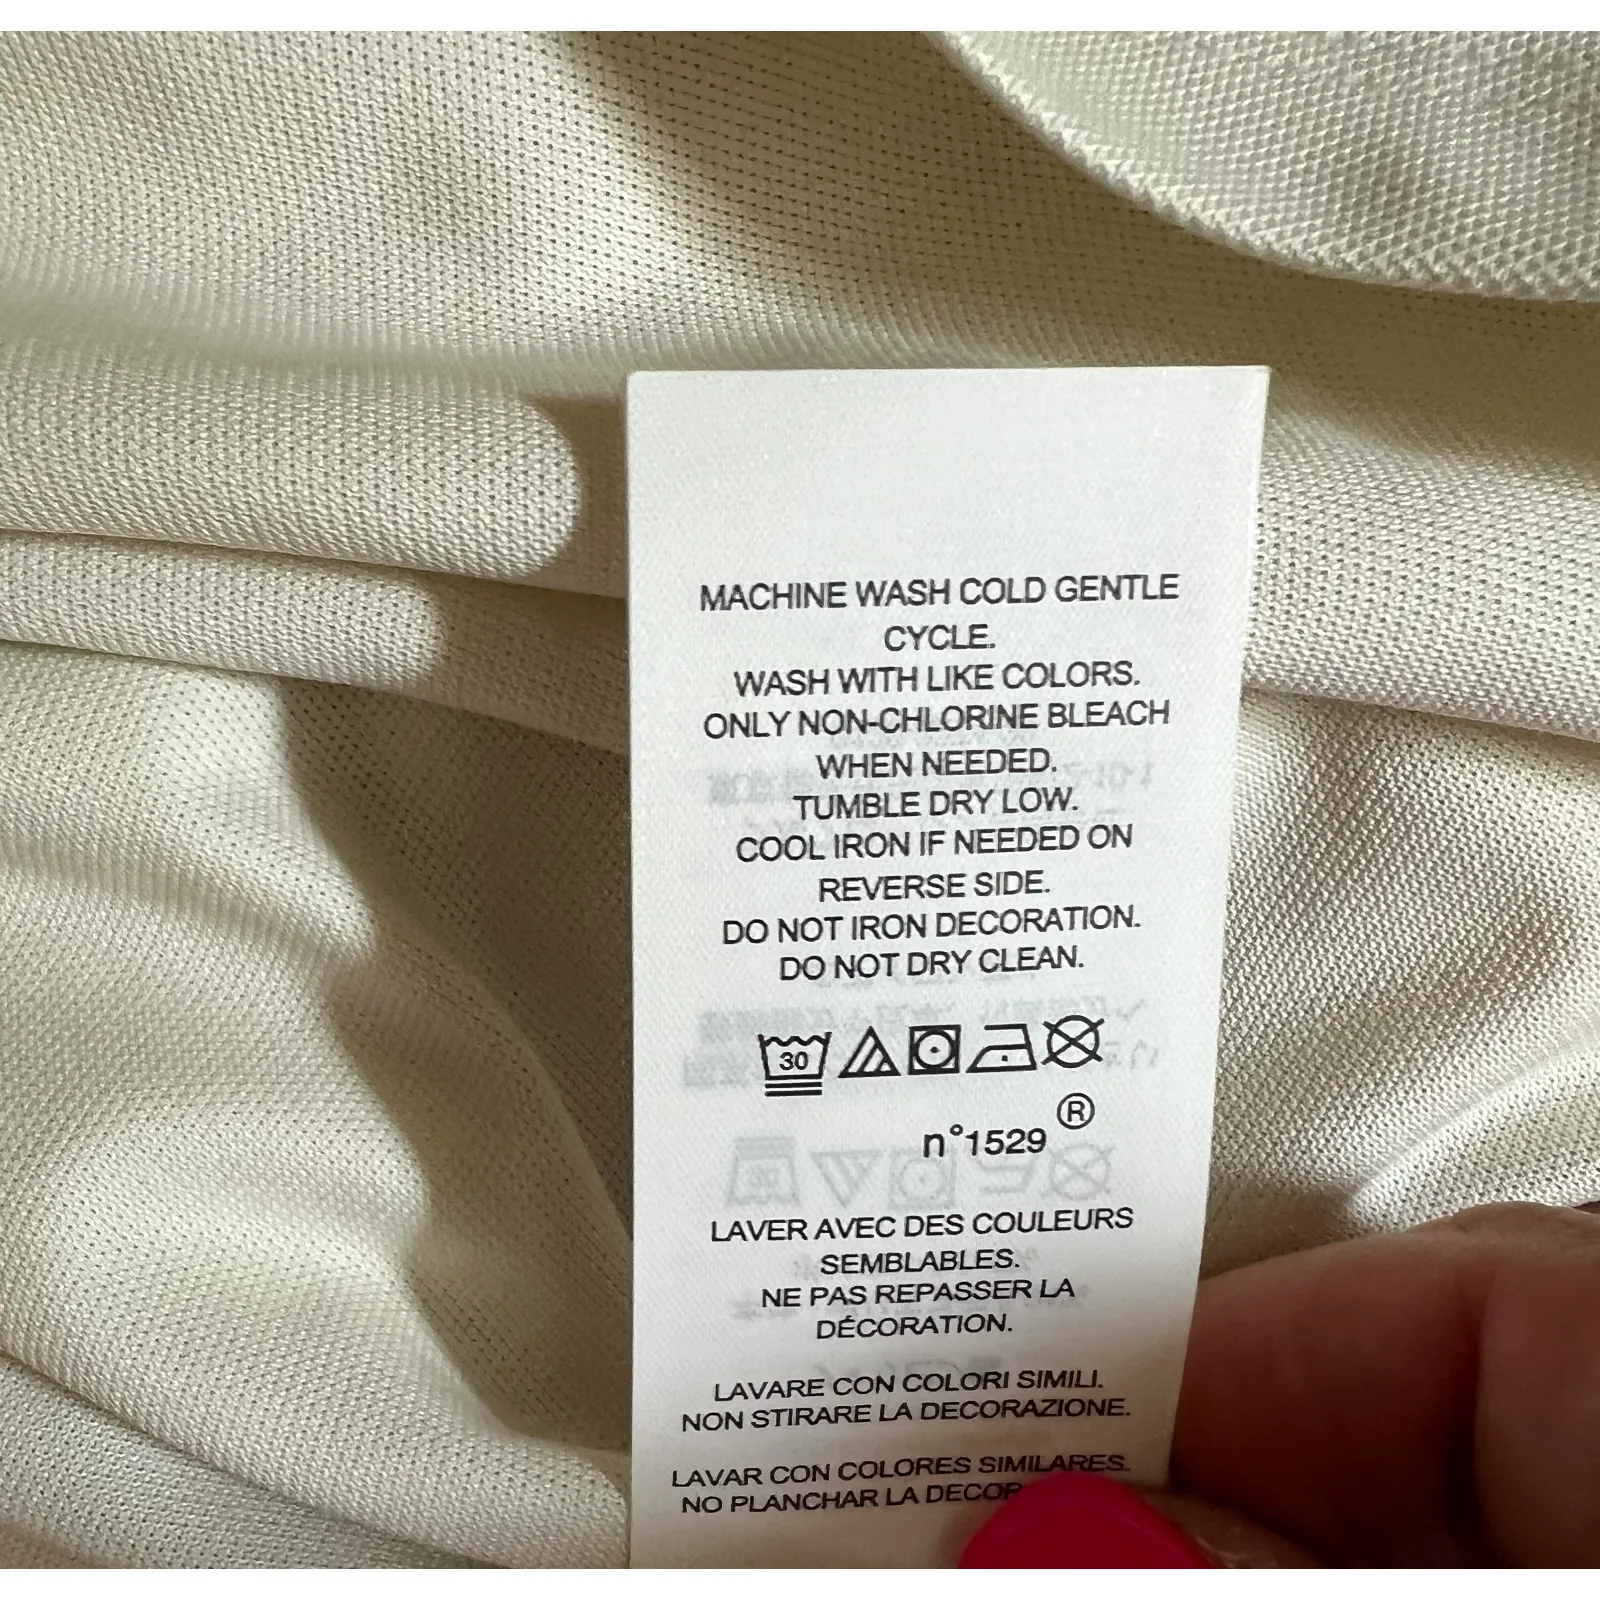 MACHINE WASH COLD GENTLE
CYCLE.
WASH WITH LIKE COLORS.
ONLY NON-CHLORINE BLEACH
WHEN NEEDED.
TUMBLE DRY LOW.
COOL IRON IF NEEDED ON
REVERSE SIDE.
DO NOT IRON DECORATION.
DO NOT DRY CLEAN.
30
n°1529 ®
LAVER AVEC DES COULEURS
SEMBLABLES.
NE PAS REPASSER LA
DÉCORATION.
LAVARE CON COLORI SIMILI.
NON STIRARE LA DECORAZIONE.
LAVAR CON COLORES SIMILARES.
NO PLANCHAR LA DECOR